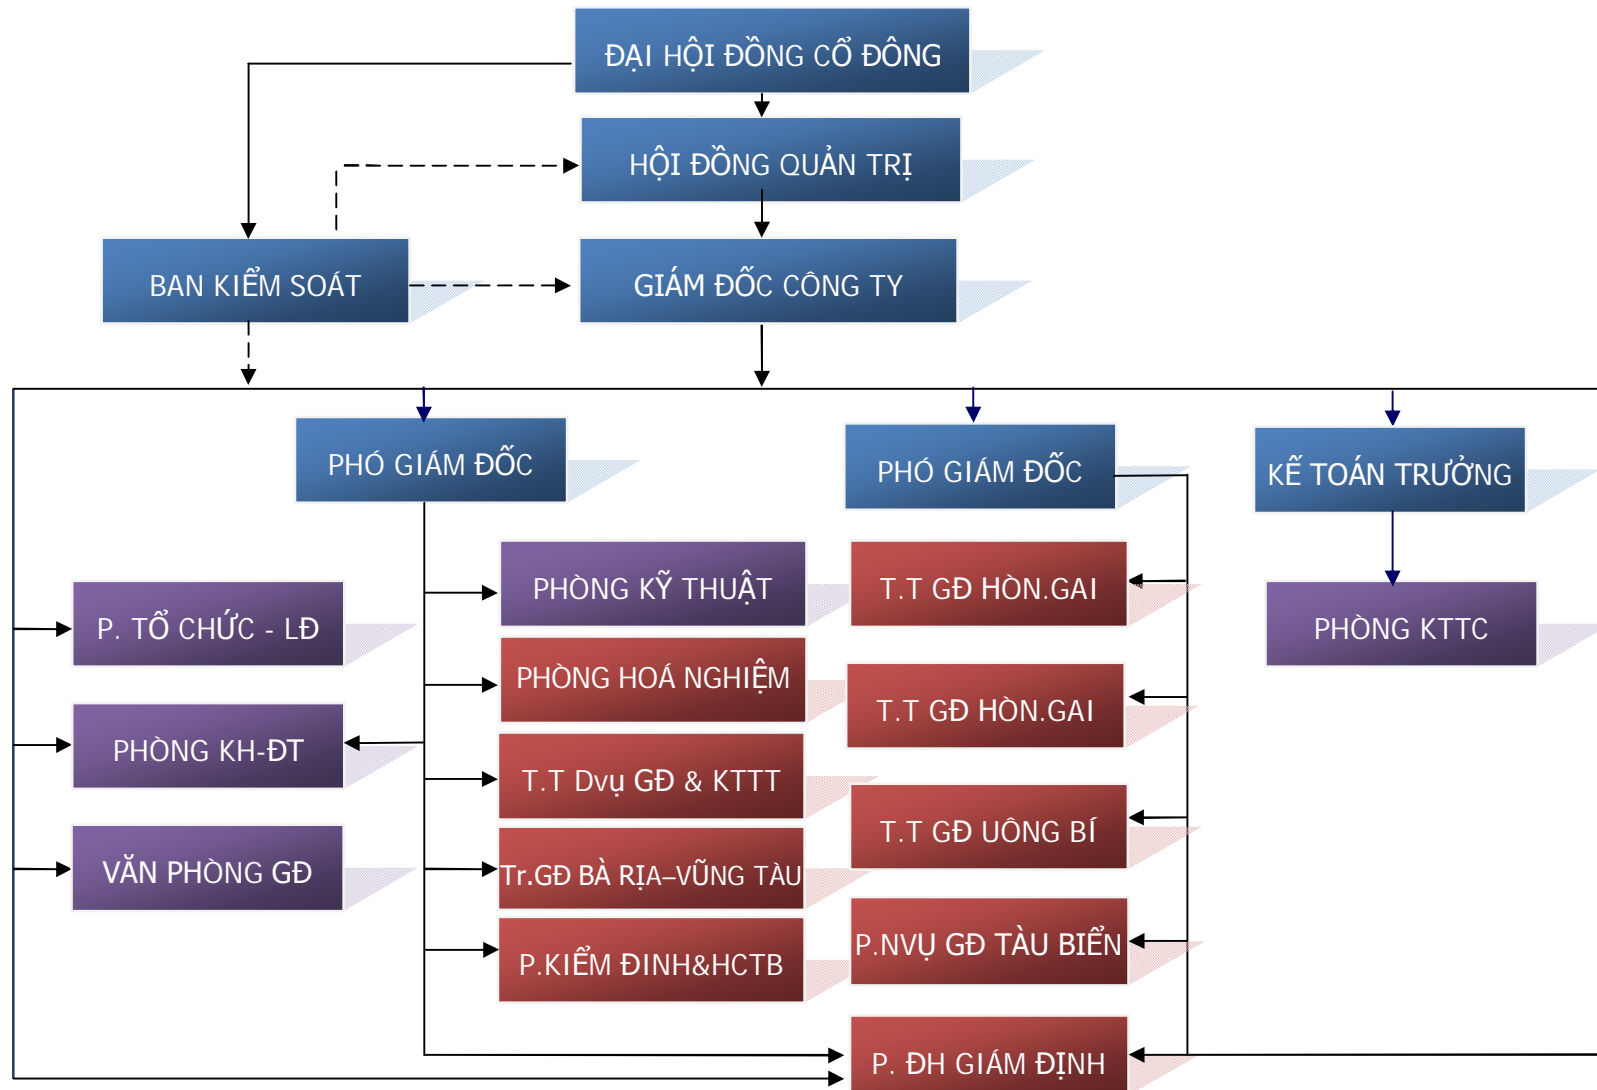 ĐẠI HỘI ĐỒNG CỔ ĐÔNG
HỘI ĐỒNG QUẢN TRỊ
BAN KIỂM SOÁT
GIÁM ĐỐC CÔNG TY
PHÓ GIÁM ĐỐC
PHÓ GIÁM ĐỐC
KẾ TOÁN TRƯỞNG
P. TỔ CHỨC - LĐ
PHÒNG KH-ĐT
VĂN PHÒNG GĐ
PHÒNG KỸ THUẬT
PHÒNG HOÁ NGHIỆM
T.T Dvụ GĐ & KTTT
Tr.GĐ BÀ RỊA–VŨNG TÀU
P.KIỂM ĐINH&HCTB
T.T GĐ HÒN.GAI
T.T GĐ HÒN.GAI
T.T GĐ UÔNG BÍ
P.NVỤ GĐ TÀU BIỂN
P. ĐH GIÁM ĐỊNH
PHÒNG KTTC